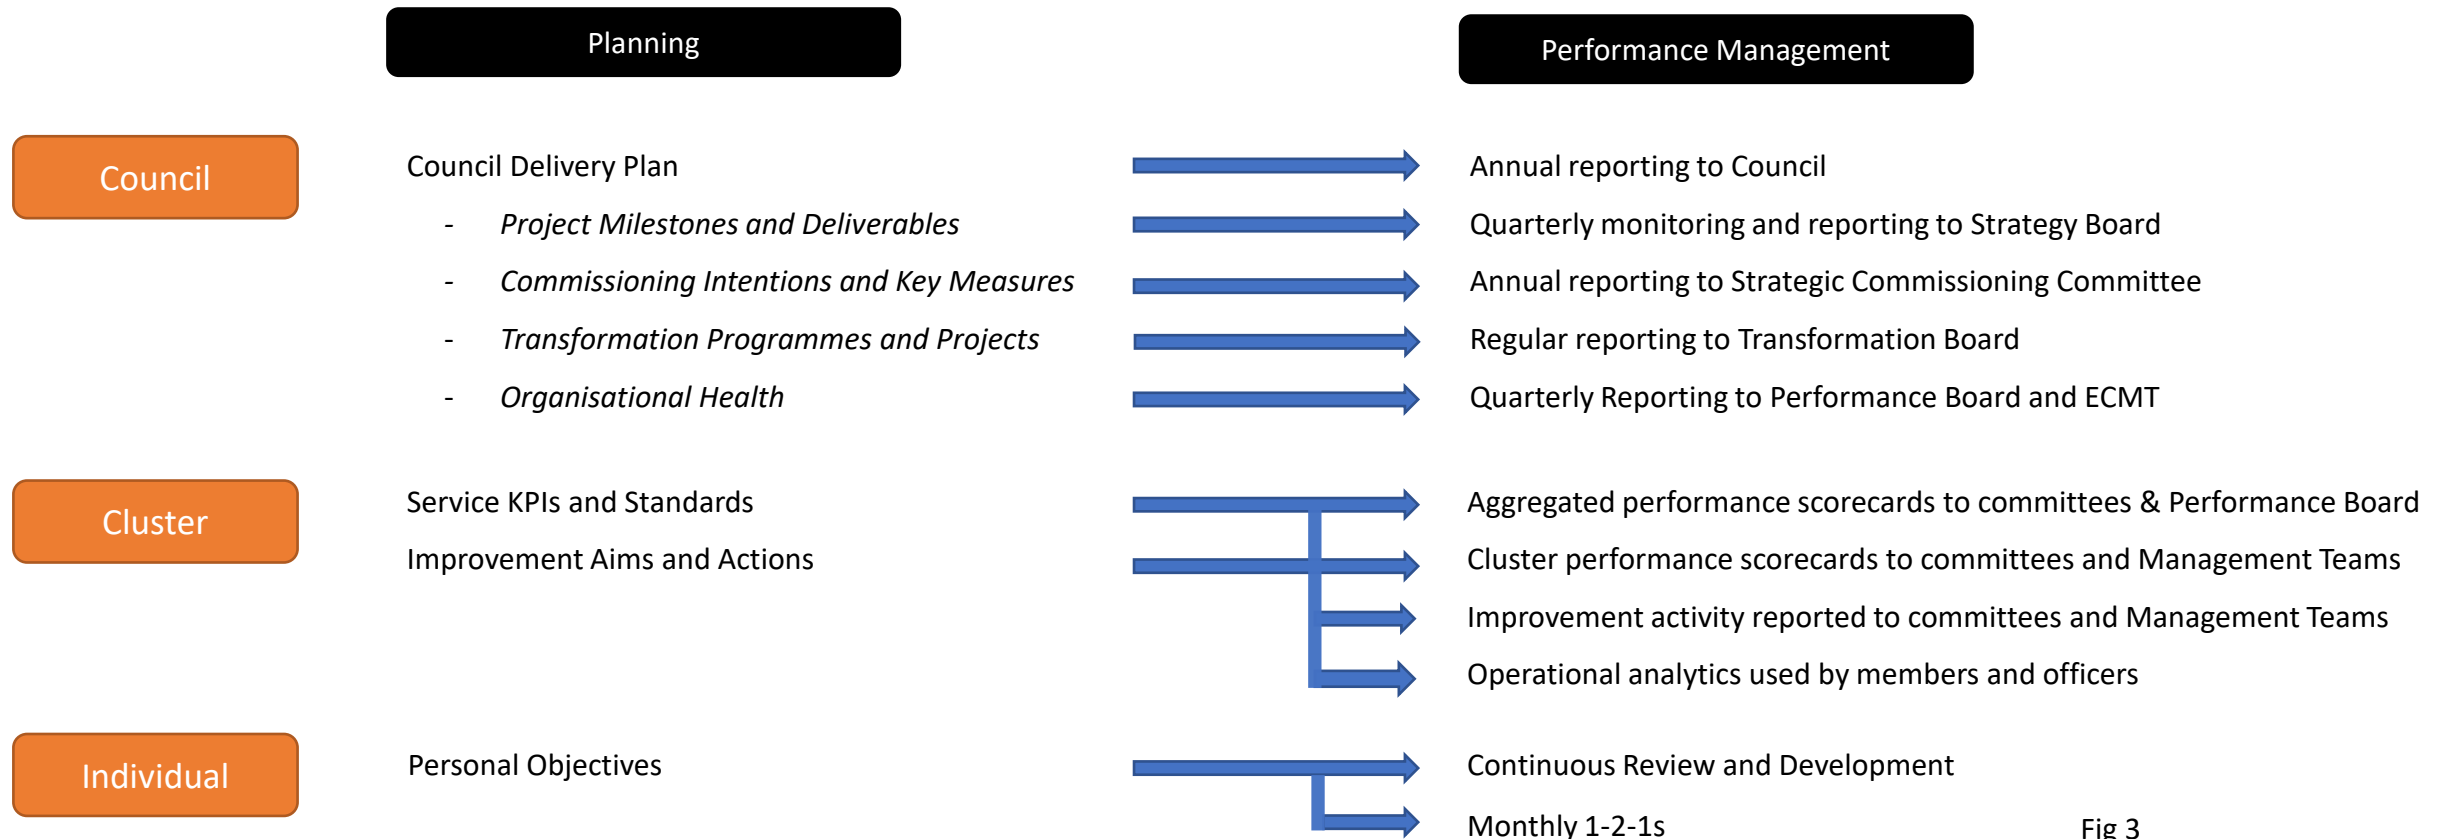 Planning
Performance Management
Council
Council Delivery Plan
Annual reporting to Council
- Project Milestones and Deliverables
Quarterly monitoring and reporting to Strategy Board
- Commissioning Intentions and Key Measures
Annual reporting to Strategic Commissioning Committee
- Transformation Programmes and Projects
Regular reporting to Transformation Board
- Organisational Health
Quarterly Reporting to Performance Board and ECMT
Cluster
Service KPIs and Standards
Aggregated performance scorecards to committees & Performance Board
Improvement Aims and Actions
Cluster performance scorecards to committees and Management Teams
Improvement activity reported to committees and Management Teams
Operational analytics used by members and officers
Individual
Personal Objectives
Continuous Review and Development
Monthly 1-2-1s
Fig 3